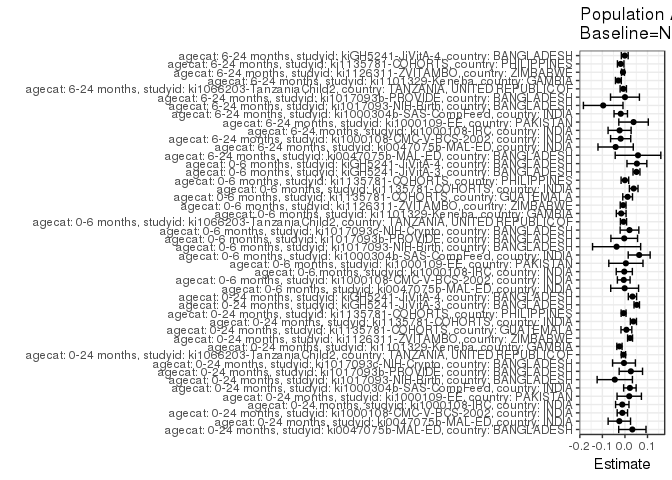 Population A
Baseline=N
agecat: 6-24 months, studyid: kiGH5241-JiVitA-4, country: BANGLADESH
agecat: 6-24 months, studyid: ki1135781-COHORTS, country: PHILIPPINES
agecat: 6-24 months, studyid: ki1126311-ZVITAMBO, country: ZIMBABWE
agecat: 6-24 months, studyid: ki1101329-Keneba, country: GAMBIA
agecat: 6-24 months, studyid: ki1066203-TanzaniaChild2, country: TANZANIA, UNITED REPUBLIC OF
agecat: 6-24 months, studyid: ki1017093b-PROVIDE, country: BANGLADESH
agecat: 6-24 months, studyid: ki1017093-NIH-Birth, country: BANGLADESH
agecat: 6-24 months, studyid: ki1000304b-SAS-CompFeed, country: INDIA
agecat: 6-24 months, studyid: ki1000109-EE, country: PAKISTAN
agecat: 6-24 months, studyid: ki1000108-IRC, country: INDIA
agecat: 6-24 months, studyid: ki1000108-CMC-V-BCS-2002, country: INDIA
agecat: 6-24 months, studyid: ki0047075b-MAL-ED, country: INDIA
agecat: 6-24 months, studyid: ki0047075b-MAL-ED, country: BANGLADESH
agecat: 0-6 months, studyid: kiGH5241-JiVitA-4, country: BANGLADESH
agecat: 0-6 months, studyid: kiGH5241-JiVitA-3, country: BANGLADESH
agecat: 0-6 months, studyid: ki1135781-COHORTS, country: PHILIPPINES
agecat: 0-6 months, studyid: ki1135781-COHORTS, country: INDIA
agecat: 0-6 months, studyid: ki1135781-COHORTS, country: GUATEMALA
agecat: 0-6 months, studyid: ki1126311-ZVITAMBO, country: ZIMBABWE
agecat: 0-6 months, studyid: ki1101329-Keneba, country: GAMBIA
agecat: 0-6 months, studyid: ki1066203-TanzaniaChild2, country: TANZANIA, UNITED REPUBLIC OF
agecat: 0-6 months, studyid: ki1017093c-NIH-Crypto, country: BANGLADESH
agecat: 0-6 months, studyid: ki1017093b-PROVIDE, country: BANGLADESH
agecat: 0-6 months, studyid: ki1017093-NIH-Birth, country: BANGLADESH
agecat: 0-6 months, studyid: ki1000304b-SAS-CompFeed, country: INDIA
agecat: 0-6 months, studyid: ki1000109-EE, country: PAKISTAN
agecat: 0-6 months, studyid: ki1000108-IRC, country: INDIA
agecat: 0-6 months, studyid: ki1000108-CMC-V-BCS-2002, country: INDIA
agecat: 0-6 months, studyid: ki0047075b-MAL-ED, country: INDIA
agecat: 0-24 months, studyid: kiGH5241-JiVitA-4, country: BANGLADESH
agecat: 0-24 months, studyid: kiGH5241-JiVitA-3, country: BANGLADESH
agecat: 0-24 months, studyid: ki1135781-COHORTS, country: PHILIPPINES
agecat: 0-24 months, studyid: ki1135781-COHORTS, country: INDIA
agecat: 0-24 months, studyid: ki1135781-COHORTS, country: GUATEMALA
agecat: 0-24 months, studyid: ki1126311-ZVITAMBO, country: ZIMBABWE
agecat: 0-24 months, studyid: ki1101329-Keneba, country: GAMBIA
agecat: 0-24 months, studyid: ki1066203-TanzaniaChild2, country: TANZANIA, UNITED REPUBLIC OF
agecat: 0-24 months, studyid: ki1017093c-NIH-Crypto, country: BANGLADESH
agecat: 0-24 months, studyid: ki1017093b-PROVIDE, country: BANGLADESH
agecat: 0-24 months, studyid: ki1017093-NIH-Birth, country: BANGLADESH
agecat: 0-24 months, studyid: ki1000304b-SAS-CompFeed, country: INDIA
agecat: 0-24 months, studyid: ki1000109-EE, country: PAKISTAN
agecat: 0-24 months, studyid: ki1000108-IRC, country: INDIA
agecat: 0-24 months, studyid: ki1000108-CMC-V-BCS-2002, country: INDIA
agecat: 0-24 months, studyid: ki0047075b-MAL-ED, country: INDIA
agecat: 0-24 months, studyid: ki0047075b-MAL-ED, country: BANGLADESH
-0.2 -0.1 0.0 0.1
Estimate